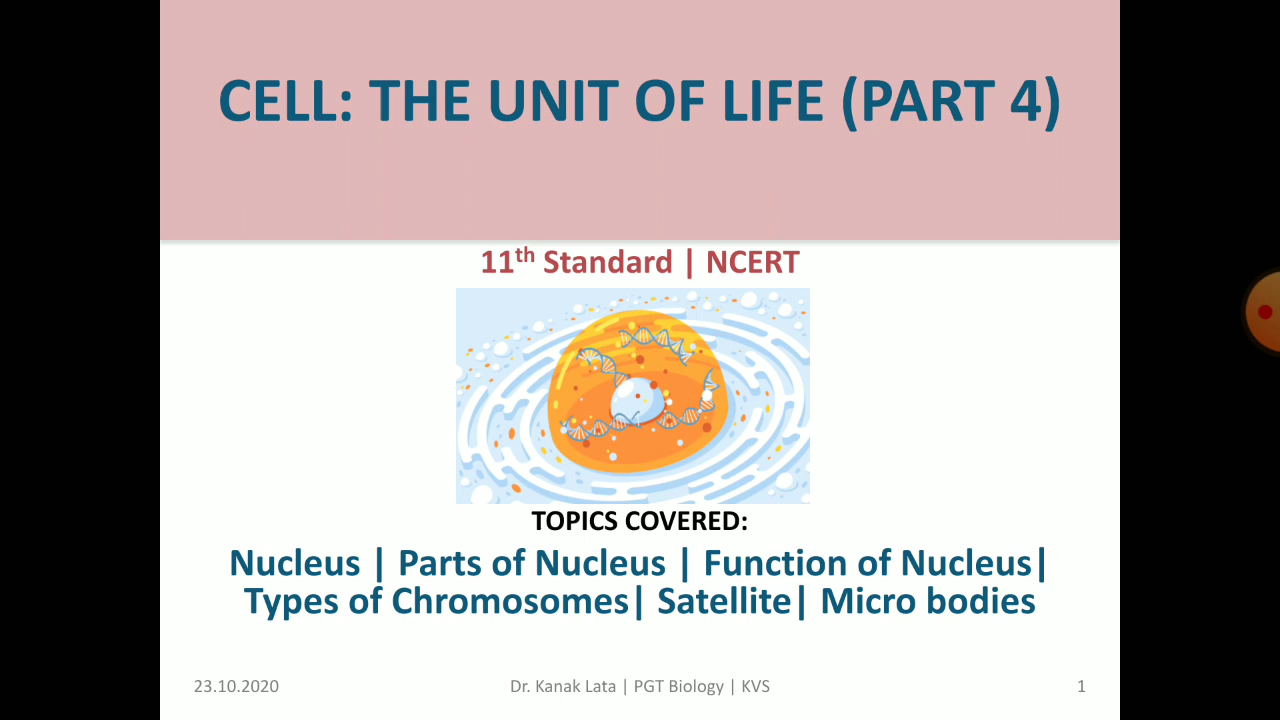 CELL: THE UNIT OF LIFE (PART 4)
11th Standard | NCERT
TOPICS COVERED:
Nucleus | Parts of Nucleus | Function of Nucleus|
Types of Chromosomes| Satellite| Micro bodies
23.10.2020
Dr. Kanak Lata | PGT Biology | KVS
1